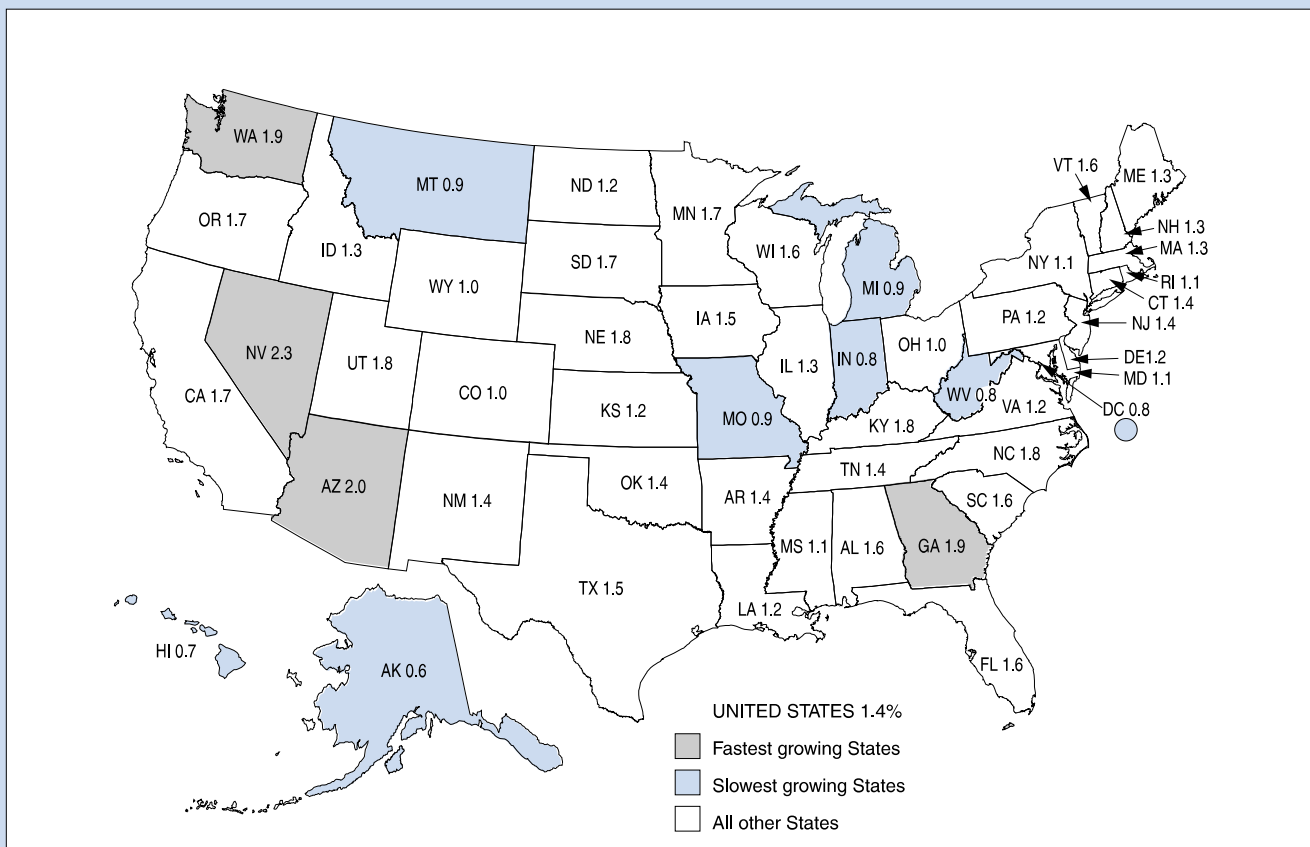 WA 1.9
MT 0.9
ND 1.2
MN 1.7
VT 1.6
ME 1.3
OR 1.7
ID 1.3
WY 1.0
SD 1.7
WI 1.6
MI 0.9
NY 1.1
NH 1.3
MA 1.3
RI 1.1
CT 1.4
NJ 1.4
NV 2.3
UT 1.8
CO 1.0
NE 1.8
IA 1.5
IL 1.3
IN 0.8
OH 1.0
PA 1.2
DE1.2
MD 1.1
CA 1.7
KS 1.2
MO 0.9
KY 1.8
WV 0.8
VA 1.2
DC 0.8
AZ 2.0
NM 1.4
OK 1.4
AR 1.4
TN 1.4
NC 1.8
SC 1.6
TX 1.5
LA 1.2
MS 1.1
AL 1.6
GA 1.9
FL 1.6
HI 0.7
AK 0.6
UNITED STATES 1.4%
Fastest growing States
Slowest growing States
All other States